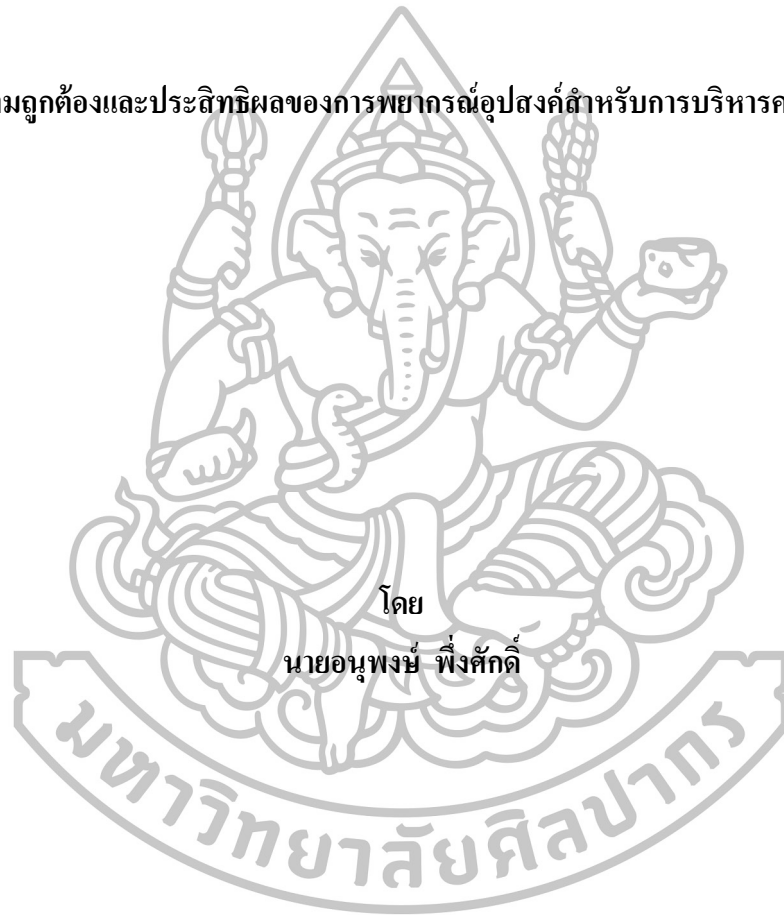 มถูกต้องและประสิทธิผลของการพยากรณ์อุปสงค์สำหรับการบริหารค
โดย
นายอนุพงษ์ พึ่งศักดิ์
มหาวิทยาลัยศิลปากร